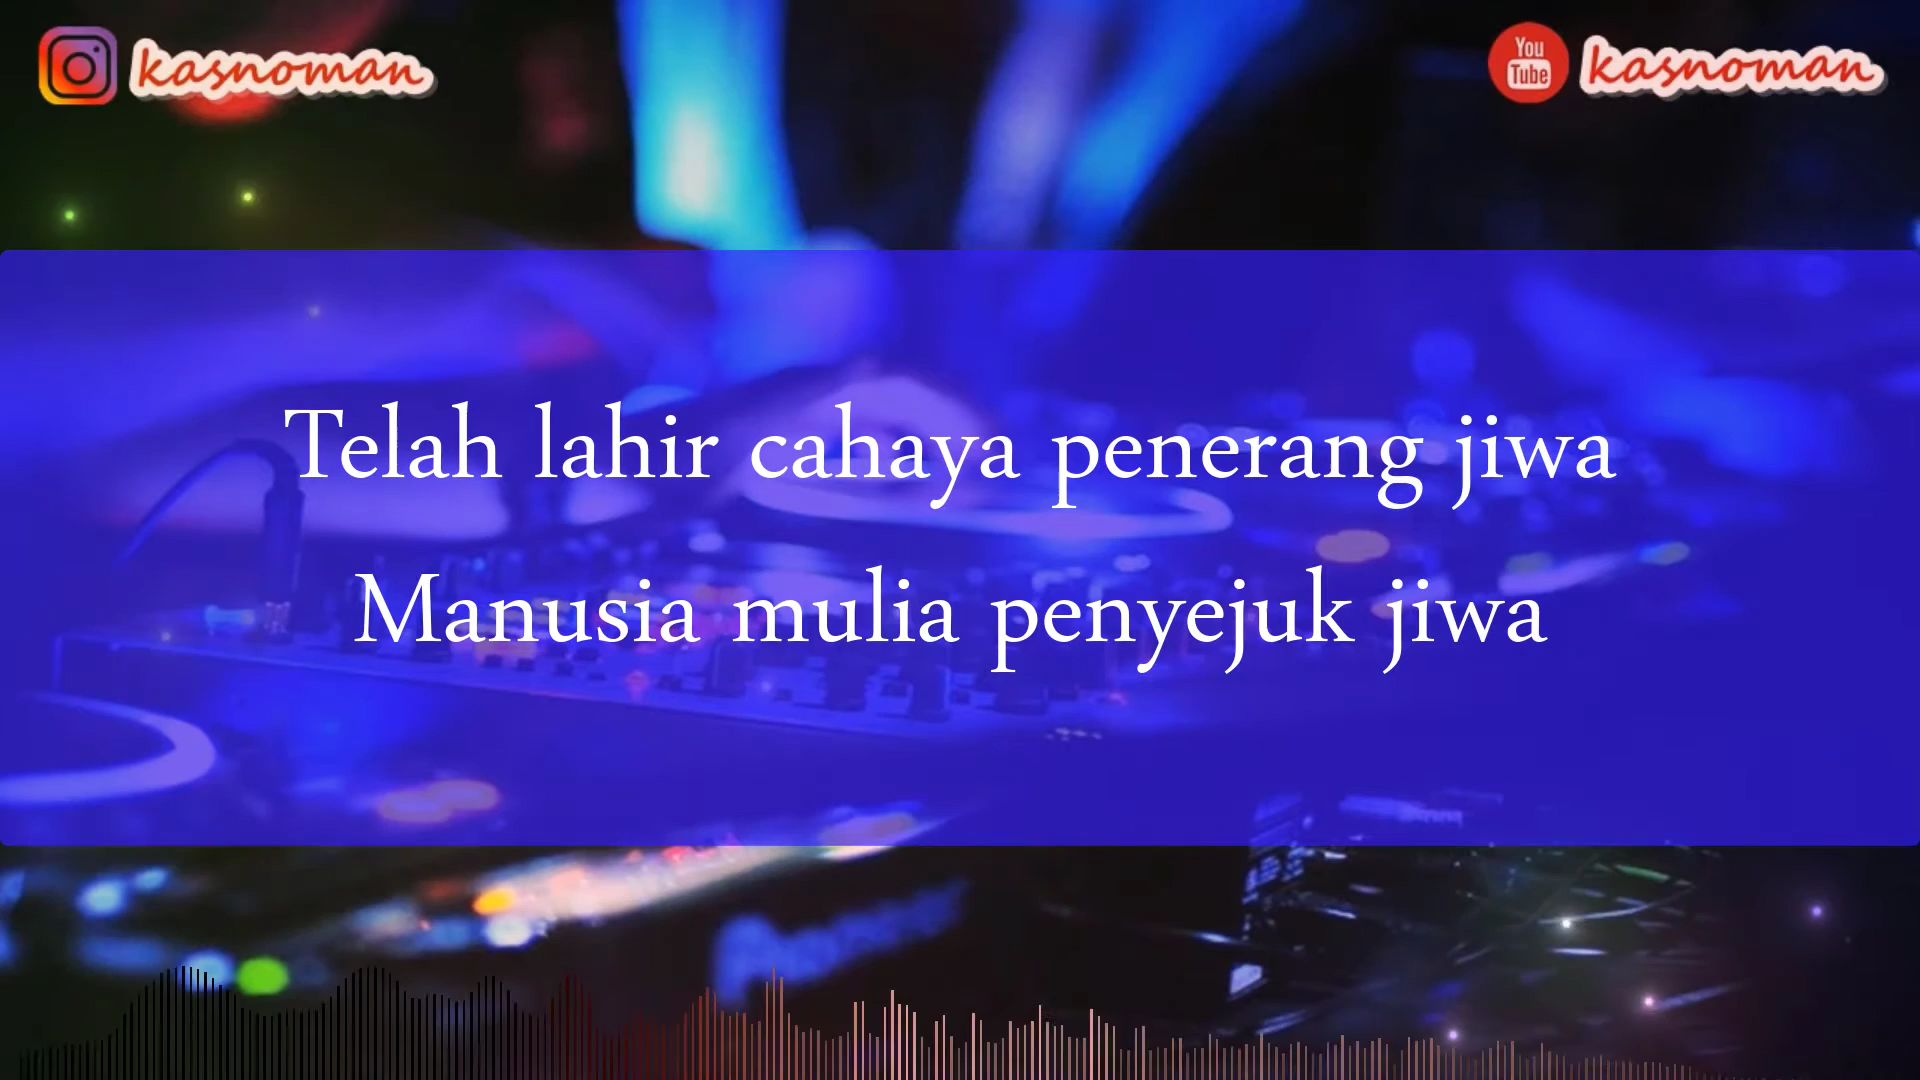 kasnoman
You
Tube
kasnoman
Telah lahir cahaya penerang jiwa
Manusia mulia penyejuk jiwa